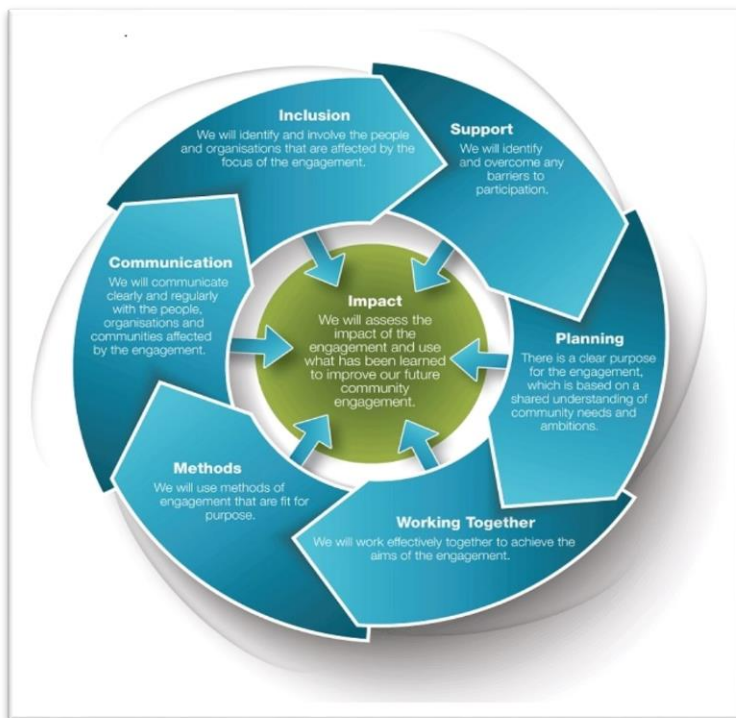 Inclusion
We will identify and involve the people
and organisations that are affected by the
focus of the engagement.
Support
We will identify
and overcome any
barriers to
participation.
Planning
There is a clear purpose
for the engagement,
which is based on a
shared understanding of
community needs and
ambitions.
Working Together
We will work effectively together to achieve the
aims of the engagement.
Methods
We will use methods of
engagement that are fit for
purpose.
Communication
We will communicate
clearly and regularly
with the people,
organisations and
communities affected
by the engagement.
Impact
We will assess the
impact of the
engagement and use
what has been learned
to improve our future
community
engagement.